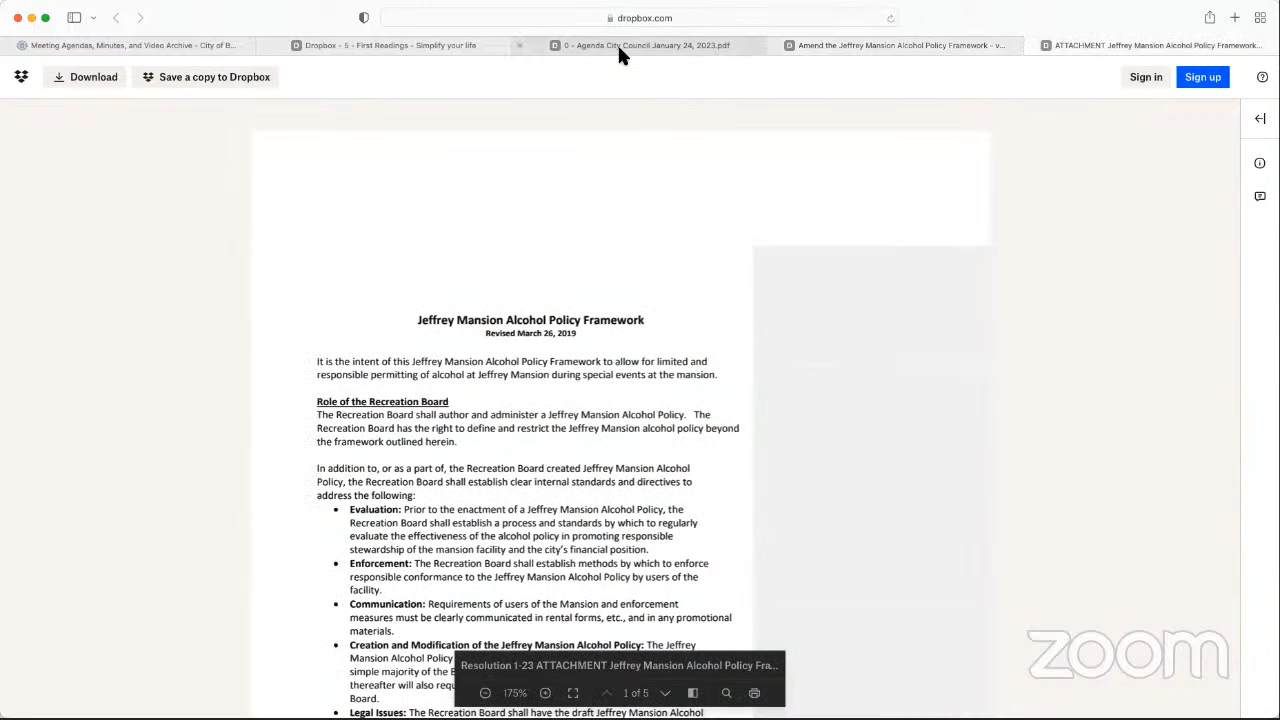 dropbox.com
Meeting Agendas, Minutes, and Video Archive - City of B...
Dropbox - 5 - First Readings - Simplify your life
0 - Agenda City Council January 24, 2023.pdf
Amend the Jeffrey Mansion Alcohol Policy Framework - v...
ATTACHMENT Jeffrey Mansion Alcohol Policy Framework...
Download
Save a copy to Dropbox
Sign in
Sign up
Jeffrey Mansion Alcohol Policy Framework
Revised March 26, 2019
It is the intent of this Jeffrey Mansion Alcohol Policy Framework to allow for limited and
responsible permitting of alcohol at Jeffrey Mansion during special events at the mansion.
Role of the Recreation Board
The Recreation Board shall author and administer a Jeffrey Mansion Alcohol Policy. The
Recreation Board has the right to define and restrict the Jeffrey Mansion alcohol policy beyond
the framework outlined herein.
In addition to, or as a part of, the Recreation Board created Jeffrey Mansion Alcohol
Policy, the Recreation Board shall establish clear internal standards and directives to
address the following:
• Evaluation: Prior to the enactment of a Jeffrey Mansion Alcohol Policy, the
Recreation Board shall establish a process and standards by which to regularly
evaluate the effectiveness of the alcohol policy in promoting responsible
stewardship of the mansion facility and the city's financial position.
• Enforcement: The Recreation Board shall establish methods by which to enforce
responsible conformance to the Jeffrey Mansion Alcohol Policy by users of the
facility.
• Communication: Requirements of users of the Mansion and enforcement
measures must be clearly communicated in rental forms, etc., and in any promotional
materials.
• Creation and Modification of the Jeffrey Mansion Alcohol Policy: The Jeffrey
Mansion Alcohol Policy
simple majority of the
thereafter will also
Board.
• Legal Issues: The Recreation Board shall have the draft Jeffrey Mansion Alcohol
Resolution 1-23 ATTACHMENT Jeffrey Mansion Alcohol Policy Fra...
175%
1 of 5
zoom